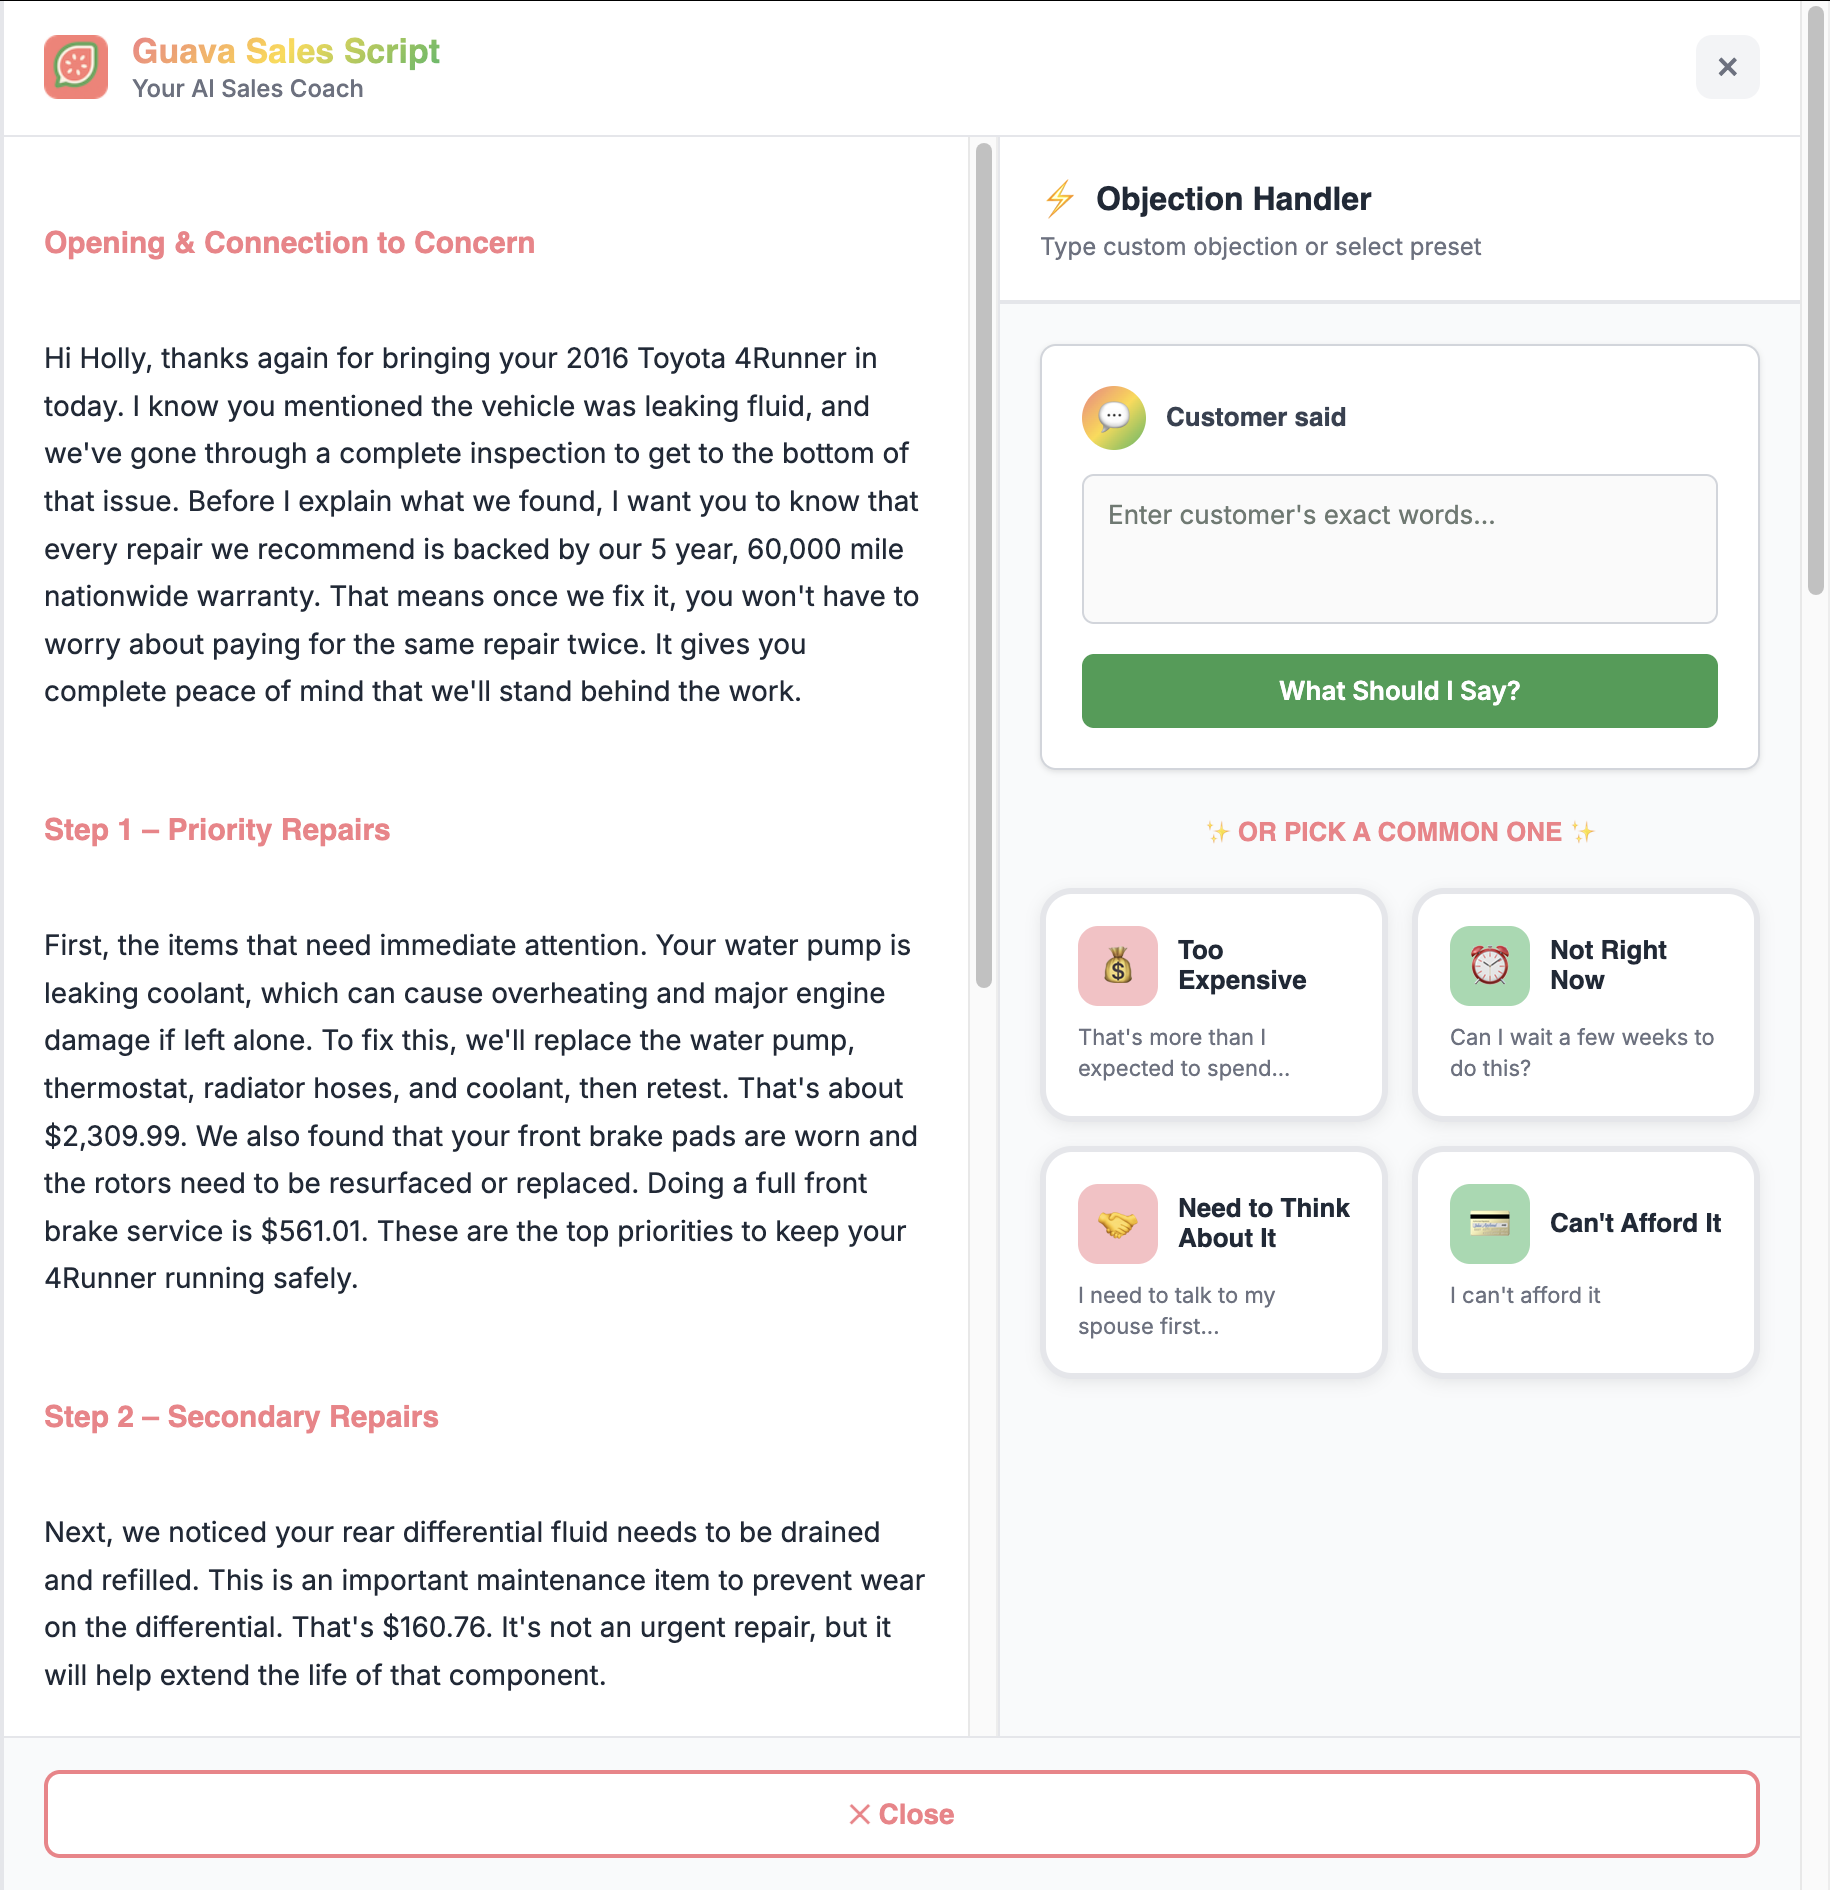 Guava Sales Script
Your AI Sales Coach
×
Opening & Connection to Concern
Hi Holly, thanks again for bringing your 2016 Toyota 4Runner in
today. I know you mentioned the vehicle was leaking fluid, and
we've gone through a complete inspection to get to the bottom of
that issue. Before I explain what we found, I want you to know that
every repair we recommend is backed by our 5 year, 60,000 mile
nationwide warranty. That means once we fix it, you won't have to
worry about paying for the same repair twice. It gives you
complete peace of mind that we'll stand behind the work.
Step 1 – Priority Repairs
First, the items that need immediate attention. Your water pump is
leaking coolant, which can cause overheating and major engine
damage if left alone. To fix this, we'll replace the water pump,
thermostat, radiator hoses, and coolant, then retest. That's about
$2,309.99. We also found that your front brake pads are worn and
the rotors need to be resurfaced or replaced. Doing a full front
brake service is $561.01. These are the top priorities to keep your
4Runner running safely.
Step 2 – Secondary Repairs
Next, we noticed your rear differential fluid needs to be drained
and refilled. This is an important maintenance item to prevent wear
on the differential. That's $160.76. It's not an urgent repair, but it
will help extend the life of that component.
⚡ Objection Handler
Type custom objection or select preset
💬 Customer said
Enter customer's exact words...
What Should I Say?
✨ OR PICK A COMMON ONE ✨
Too
Expensive
That's more than I
expected to spend...
Not Right
Now
Can I wait a few weeks to
do this?
Need to Think
About It
I need to talk to my
spouse first...
Can't Afford It
I can't afford it
× Close